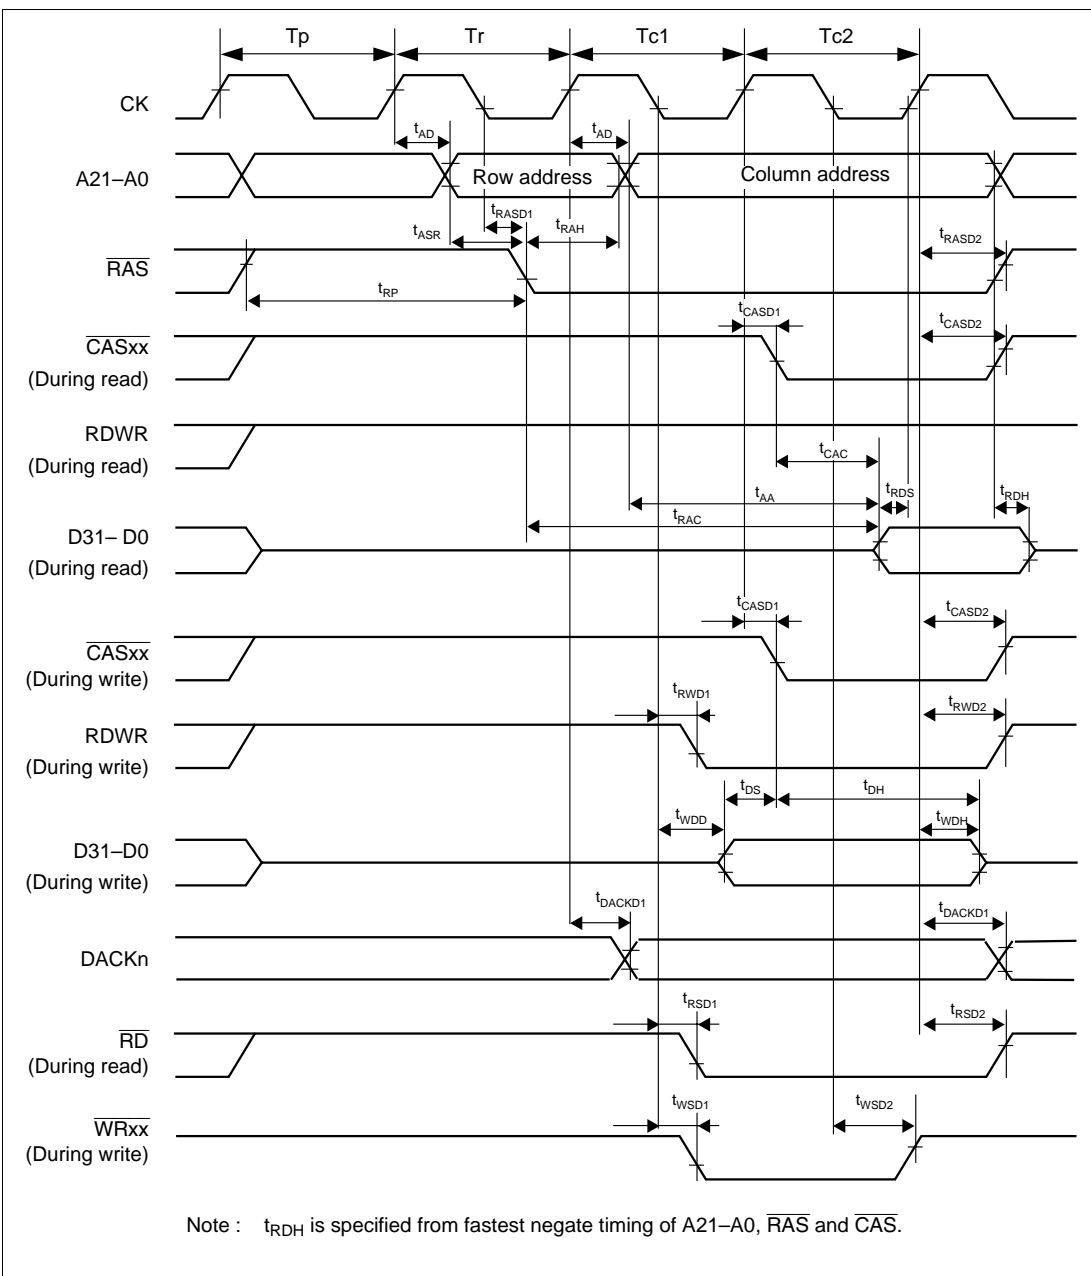 Tp Tr Tc1 Tc2
CK
tAD tAD
A21–A0 Row address Column address
tRASD1
tASR tRAH tRASD2
RAS
tRP
tCASD1 tCASD2
CASxx
(During read)
RDWR
(During read)
tCAC
tAA tRDS tRDH
tRAC
D31– D0
(During read)
tCASD1 tCASD2
CASxx
(During write)
tRWD1 tRWD2
RDWR
(During write)
tDS tDH
tWDD tWDH
D31–D0
(During write)
tDACKD1 tDACKD1
DACKn
tRSD1 tRSD2
RD
(During read)
tWSD1 tWSD2
WRxx
(During write)
Note : tRDH is specified from fastest negate timing of A21–A0, RAS and CAS.